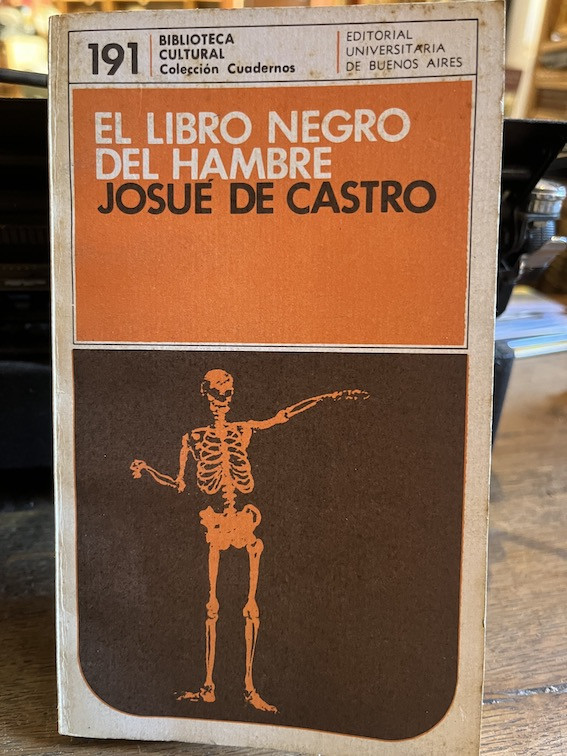 191
BIBLIOTECA
CULTURAL
Colección Cuadernos
EDITORIAL
UNIVERSITARIA
DE BUENOS AIRES
EL LIBRO NEGRO
DEL HAMBRE
JOSUÉ DE CASTRO